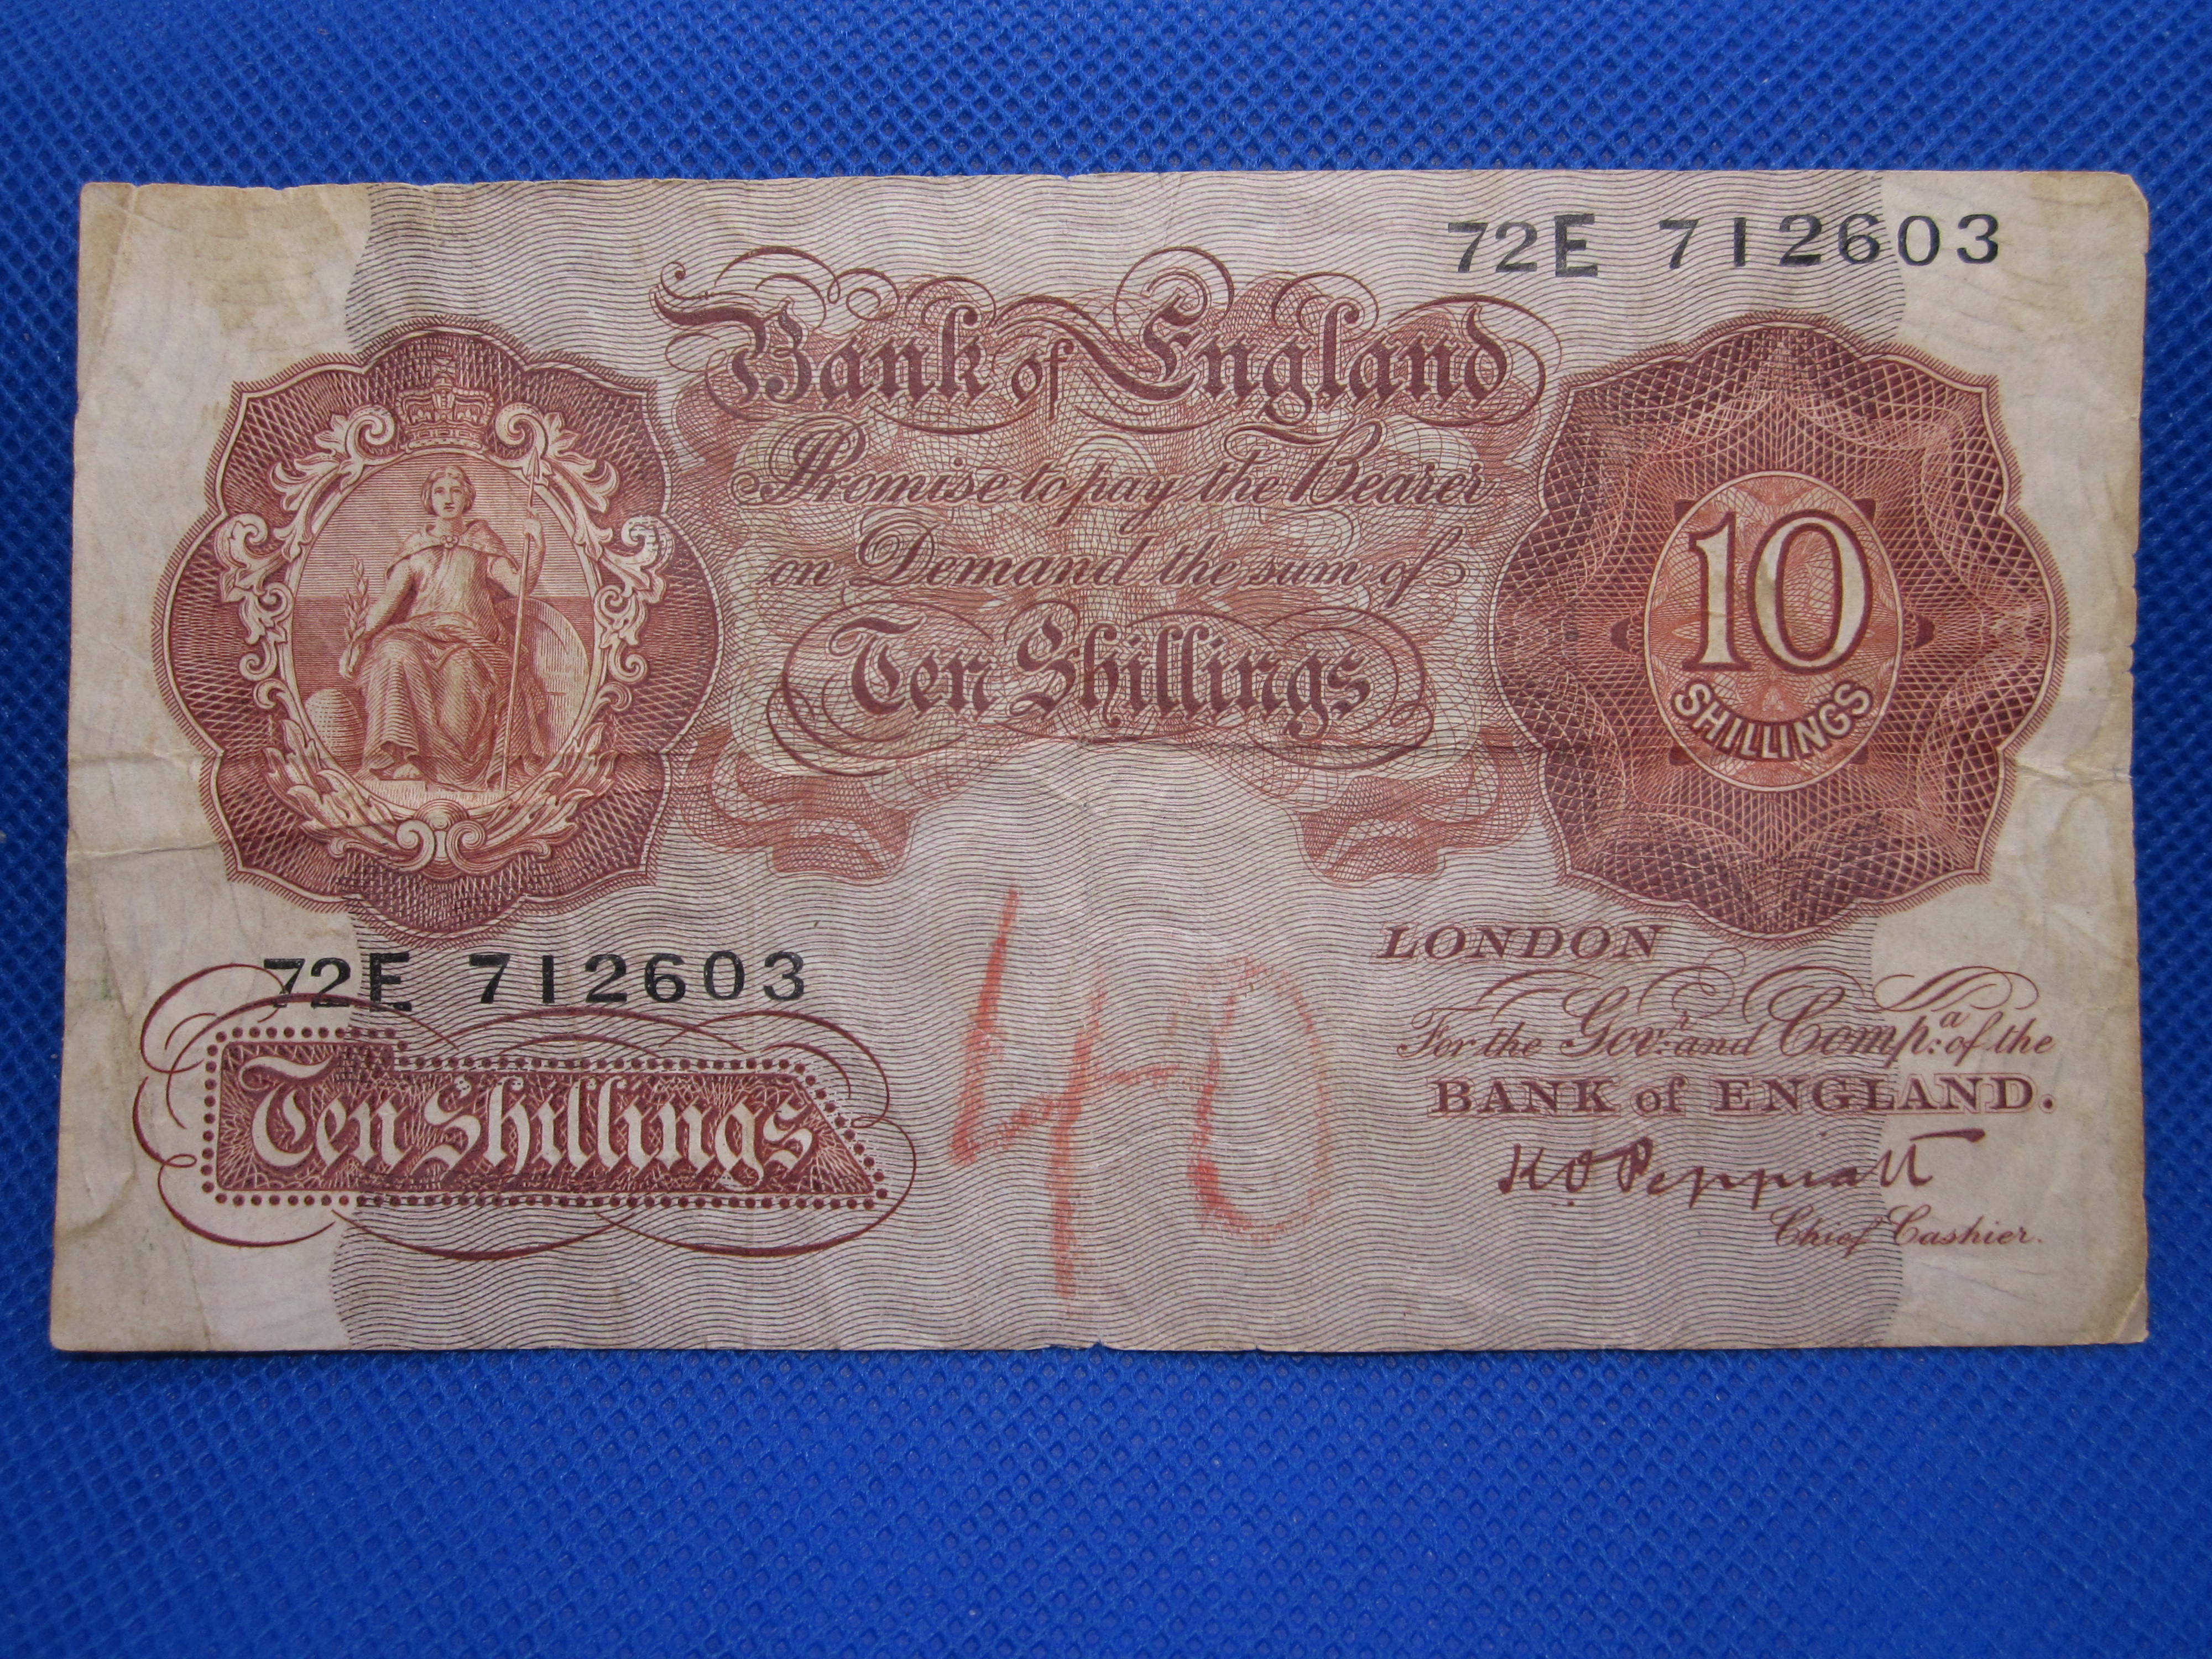 72E 712603
Bank of England
Promise to pay the Bearer
on Demand the sum of
Ten Shillings
10
SHILLINGS
72E 712603
Ten Shillings
40
LONDON
For the Govr. and Compa. of the
BANK of ENGLAND.
K.O. Peppiatt
Chief Cashier.